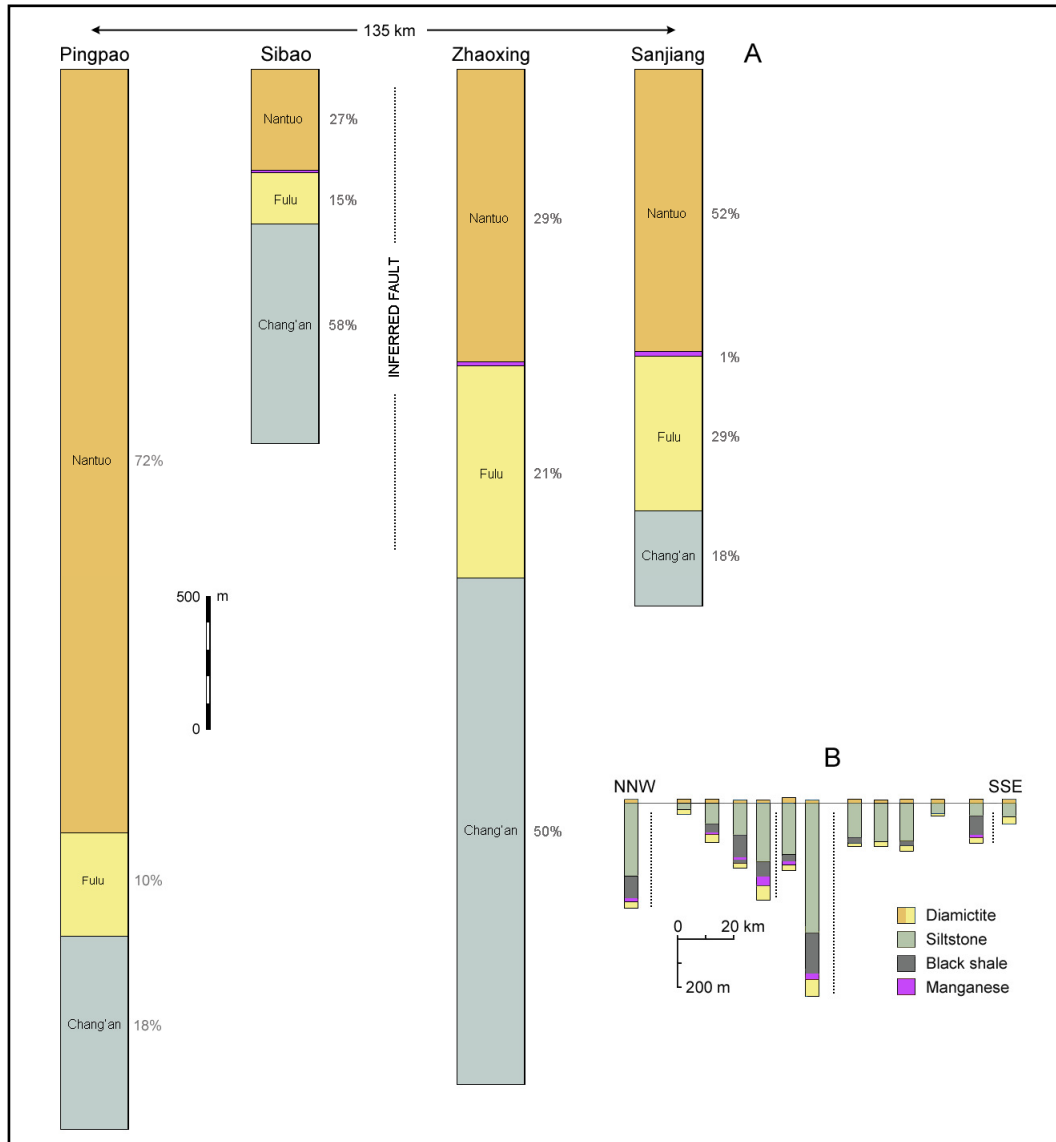 135 km
A
Pingpao
Sibao
Zhaoxing
Sanjiang
Nantuo
72%
Fulu
10%
Chang'an
18%
Nantuo
27%
Fulu
15%
Chang'an
58%
INFERRED FAULT
Nantuo
29%
Fulu
21%
Chang'an
50%
Nantuo
52%
1%
Fulu
29%
Chang'an
18%
500 m
0
B
NNW
SSE
0 20 km
200 m
Diamictite
Siltstone
Black shale
Manganese